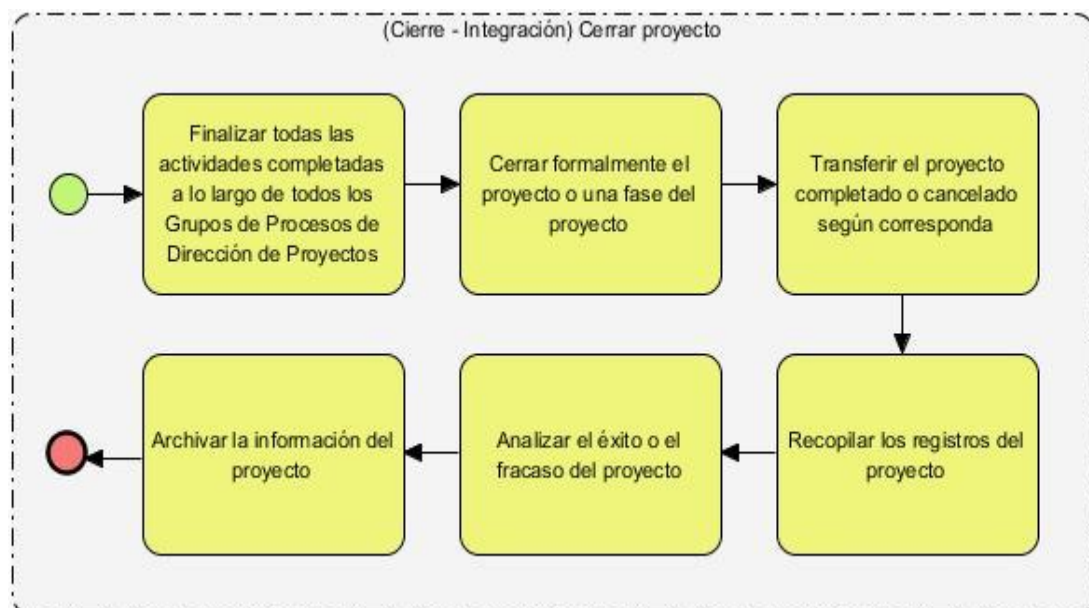 (Cierre - Integración) Cerrar proyecto
Finalizar todas las
actividades completadas
a lo largo de todos los
Grupos de Procesos de
Dirección de Proyectos
Cerrar formalmente el
proyecto o una fase del
proyecto
Transferir el proyecto
completado o cancelado
según corresponda
Recopilar los registros del
proyecto
Analizar el éxito o el
fracaso del proyecto
Archivar la información del
proyecto